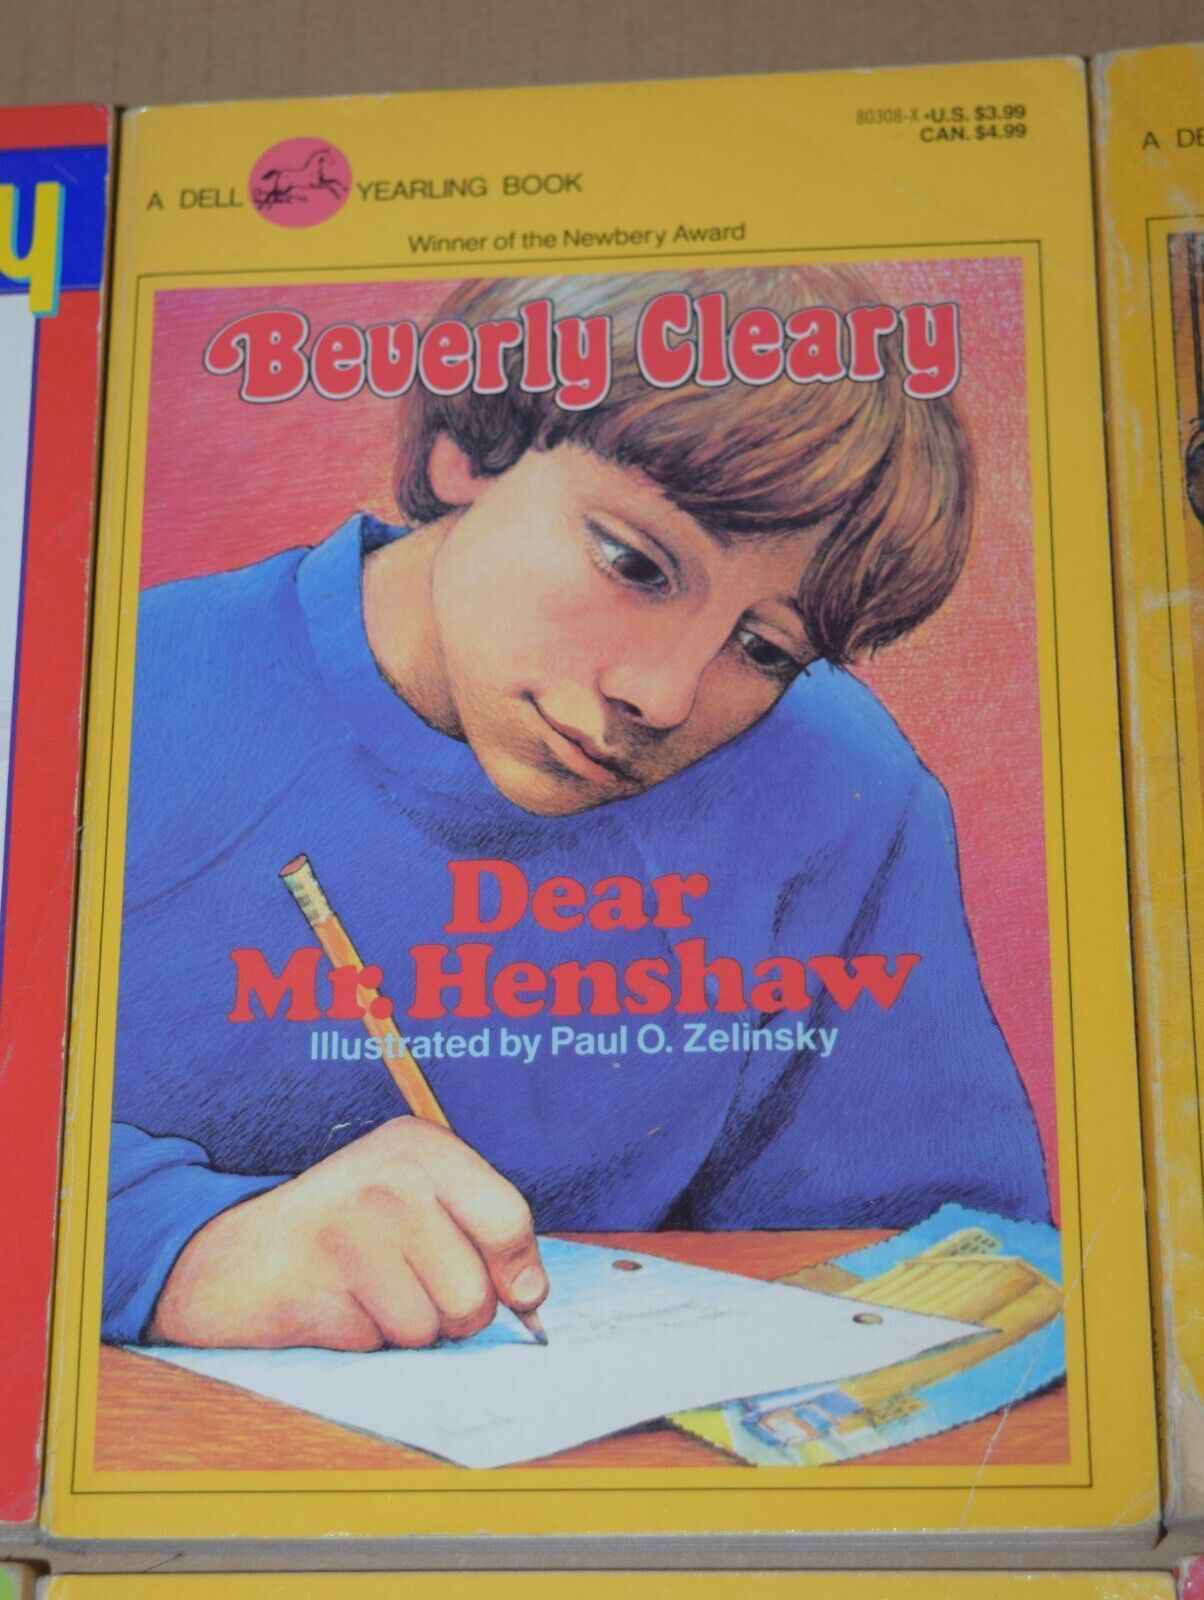 y
80308-X • U.S. $3.99
CAN. $4.99
A DELL YEARLING BOOK
Winner of the Newbery Award
Beverly Cleary
Dear
Mr. Henshaw
Illustrated by Paul O. Zelinsky
A DE